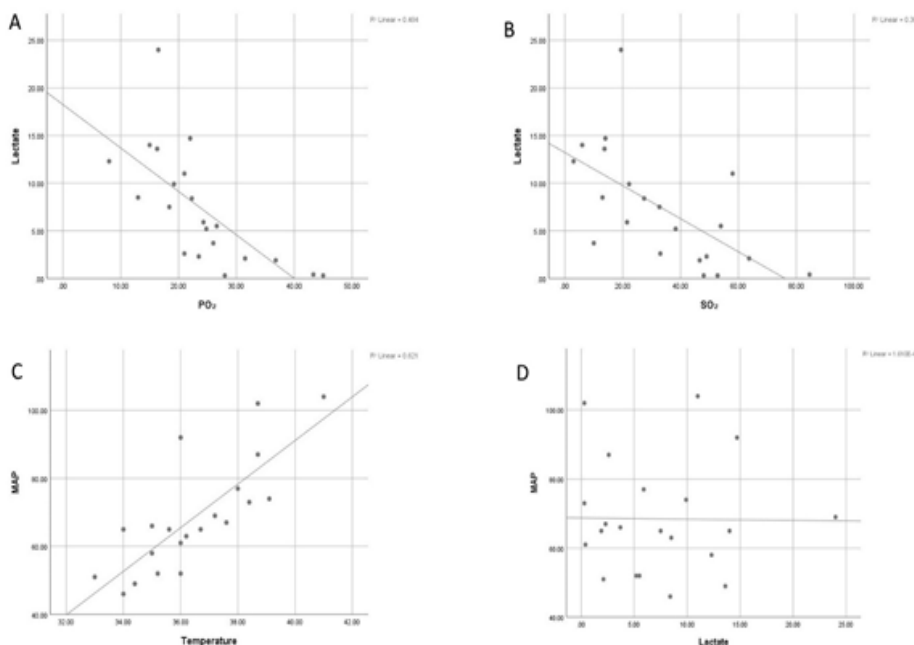 A
R² Linear = 0.484
Lactate
25.00
20.00
15.00
10.00
5.00
.00
.00 10.00 20.00 30.00 40.00 50.00
PO₂
B
R² Linear =
Lactate
25.00
20.00
15.00
10.00
5.00
.00
.00 20.00 40.00 60.00 80.00 100.00
SO₂
C
R² Linear =
MAP
100.00
80.00
60.00
40.00
32.00 34.00 36.00 38.00 40.00 42.00
Temperature
D
R² Linear =
MAP
100.00
80.00
60.00
40.00
.00 5.00 10.00 15.00 20.00 25.00
Lactate